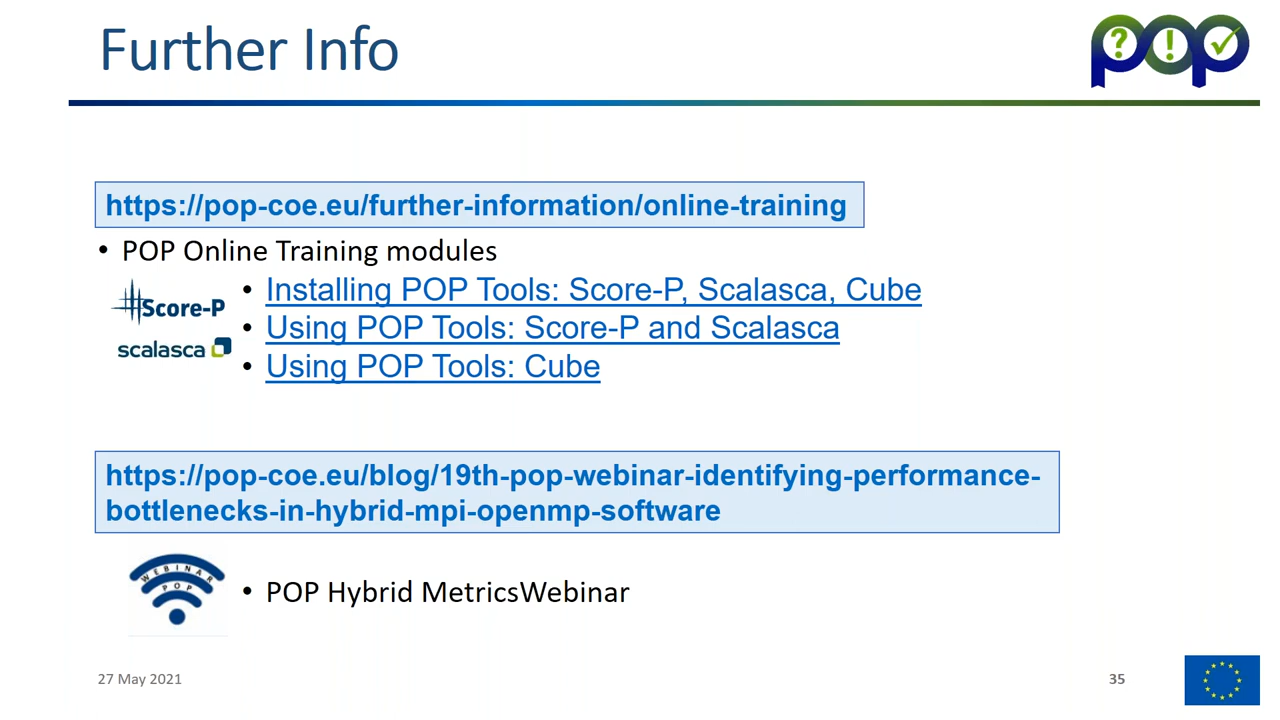 Further Info
pop
https://pop-coe.eu/further-information/online-training
• POP Online Training modules
• Installing POP Tools: Score-P, Scalasca, Cube
Score-P
• Using POP Tools: Score-P and Scalasca
scalasca
• Using POP Tools: Cube
https://pop-coe.eu/blog/19th-pop-webinar-identifying-performance-
bottlenecks-in-hybrid-mpi-openmp-software
WEBINAR
POP
• POP Hybrid MetricsWebinar
27 May 2021
35